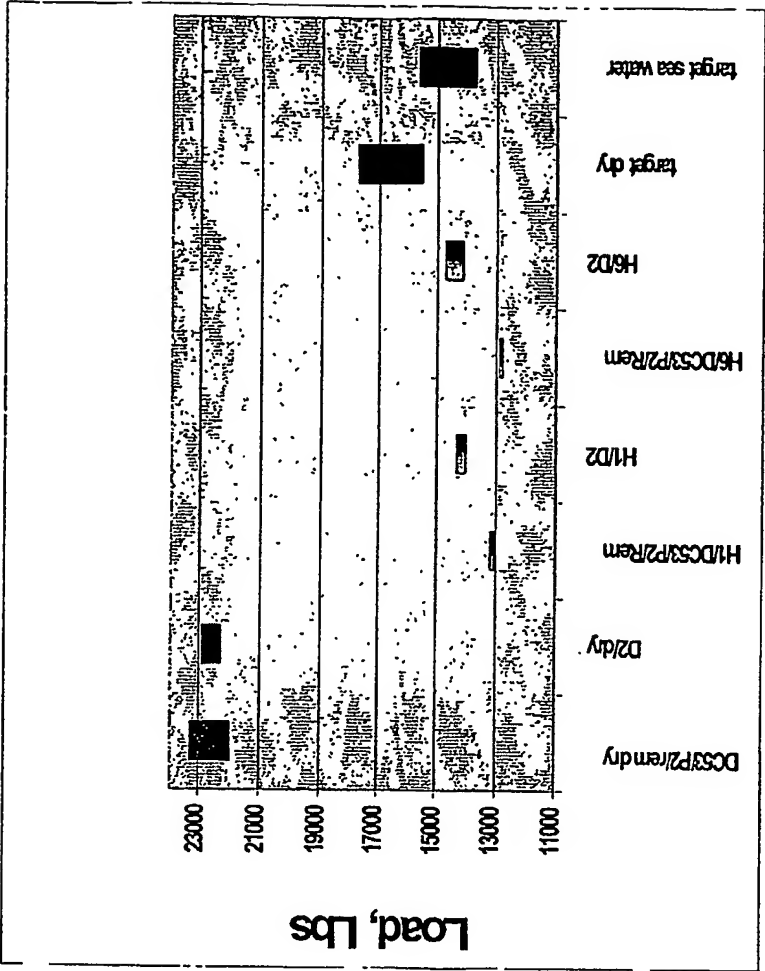 Load, Lbs
23000
21000
19000
17000
15000
13000
11000
DC53/P2/rem dry
D2/dry
H1/DC53/P2/Rem
H1/D2
H6/DC53/P2/Rem
H6/D2
target dry
target sea water